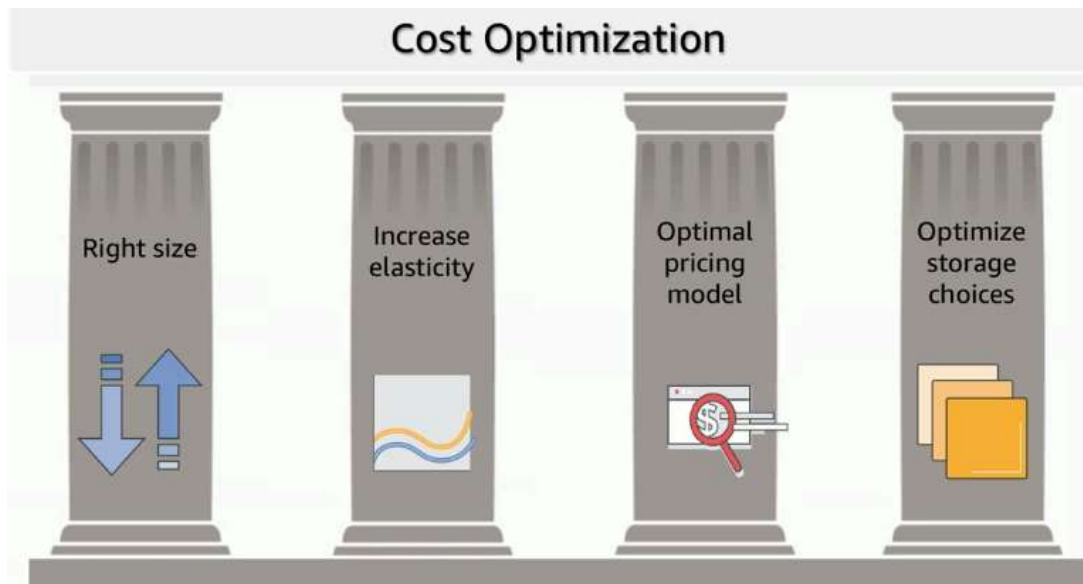 Cost Optimization
Right size
Increase
elasticity
Optimal
pricing
model
Optimize
storage
choices
$